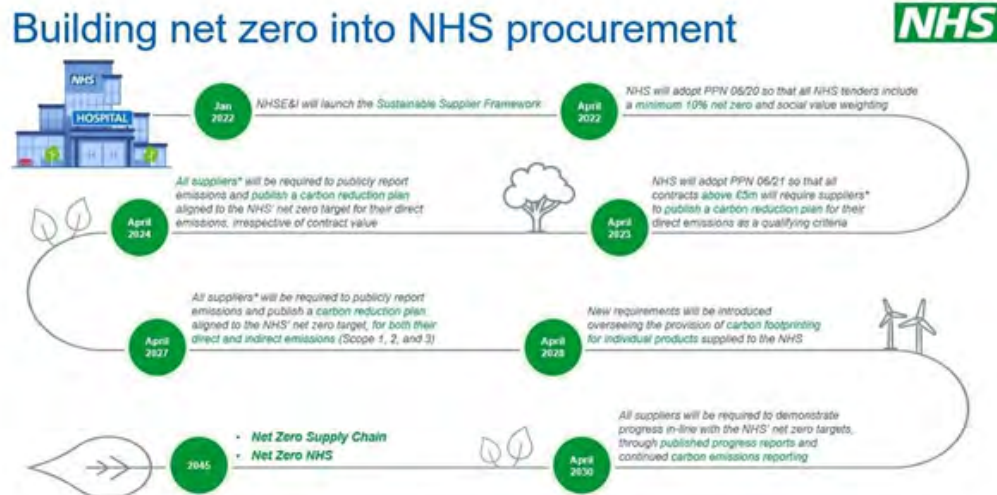 Building net zero into NHS procurement
NHS
NHS
HOSPITAL
Jan
2022
NHSE&I will launch the Sustainable Supplier Framework
April
2022
NHS will adopt PPN 06/20 so that all NHS tenders include
a minimum 10% net zero and social value weighting
April
2023
NHS will adopt PPN 06/21 so that all
contracts above £5m will require suppliers*
to publish a carbon reduction plan for their
direct emissions as a qualifying criteria
April
2024
All suppliers* will be required to publicly report
emissions and publish a carbon reduction plan
aligned to the NHS' net zero target for their direct
emissions, irrespective of contract value
April
2027
All suppliers* will be required to publicly report
emissions and publish a carbon reduction plan
aligned to the NHS' net zero target, for both their
direct and indirect emissions (Scope 1, 2, and 3)
April
2028
New requirements will be introduced
overseeing the provision of carbon footprinting
for individual products supplied to the NHS
April
2030
All suppliers will be required to demonstrate
progress in-line with the NHS' net zero targets,
through published progress reports and
continued carbon emissions reporting
2045
• Net Zero Supply Chain
• Net Zero NHS